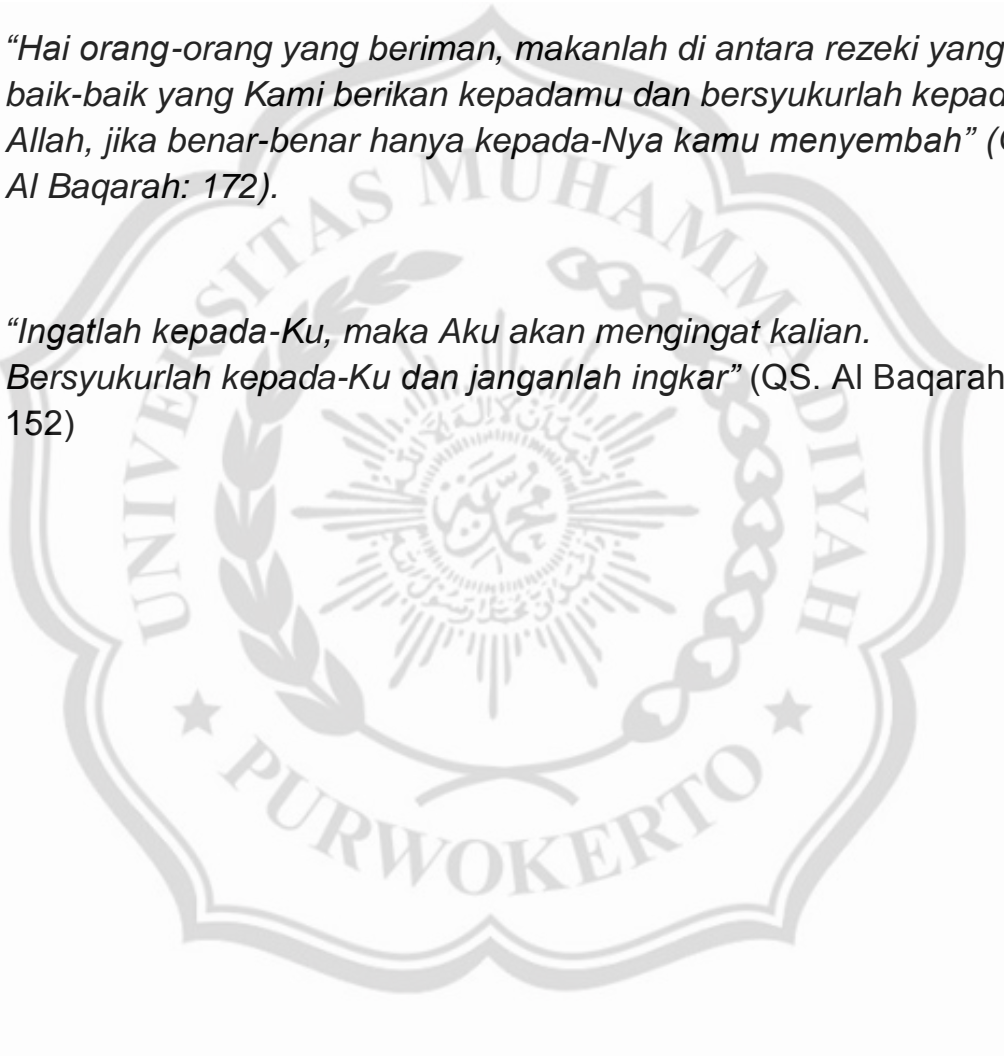 “Hai orang-orang yang beriman, makanlah di antara rezeki yang
baik-baik yang Kami berikan kepadamu dan bersyukurlah kepad
Allah, jika benar-benar hanya kepada-Nya kamu menyembah” (
Al Baqarah: 172).
“Ingatlah kepada-Ku, maka Aku akan mengingat kalian.
Bersyukurlah kepada-Ku dan janganlah ingkar” (QS. Al Baqarah
152)
UNIVERSITAS MUHAMMADIYAH
PURWOKERTO